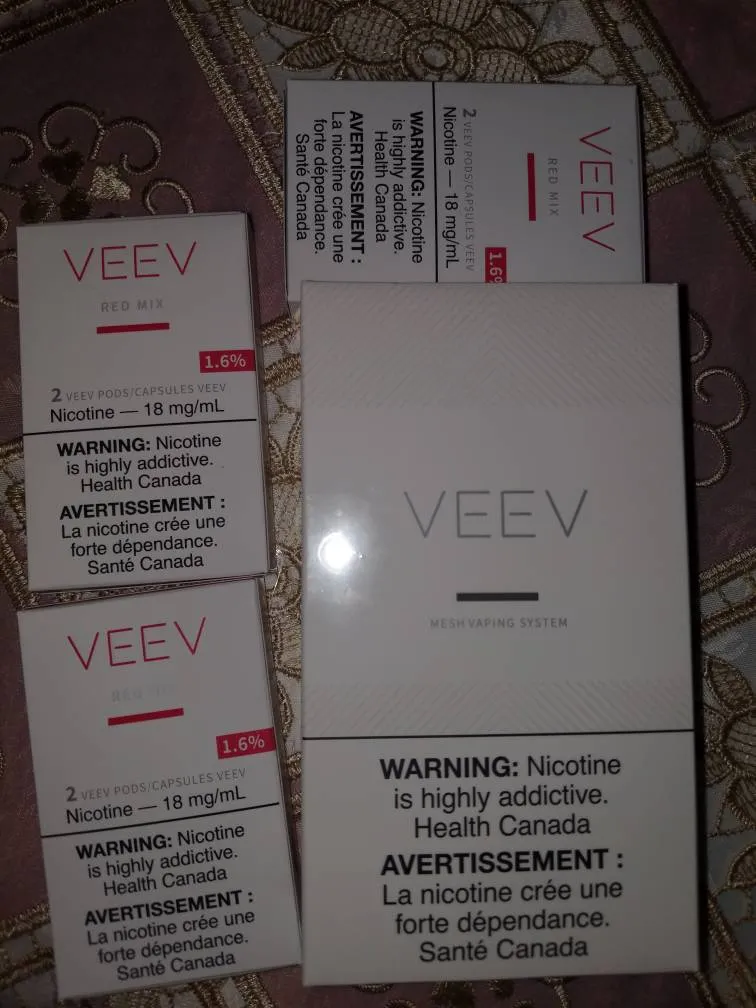 VEEV
RED MIX
1.6%
2 VEEV PODS/CAPSULES VEEV
Nicotine — 18 mg/mL
WARNING: Nicotine
is highly addictive.
Health Canada
AVERTISSEMENT :
La nicotine crée une
forte dépendance.
Santé Canada
VEEV
RED MIX
1.6%
2 VEEV PODS/CAPSULES VEEV
Nicotine — 18 mg/mL
WARNING: Nicotine
is highly addictive.
Health Canada
AVERTISSEMENT :
La nicotine crée une
forte dépendance.
Santé Canada
VEEV
MESH VAPING SYSTEM
WARNING: Nicotine
is highly addictive.
Health Canada
AVERTISSEMENT :
La nicotine crée une
forte dépendance.
Santé Canada
VEEV
RED
1.6%
2 VEEV PODS/CAPSULES VEEV
Nicotine — 18 mg/mL
WARNING: Nicotine
is highly addictive.
Health Canada
AVERTISSEMENT :
La nicotine crée une
forte dépendance.
Santé Canada